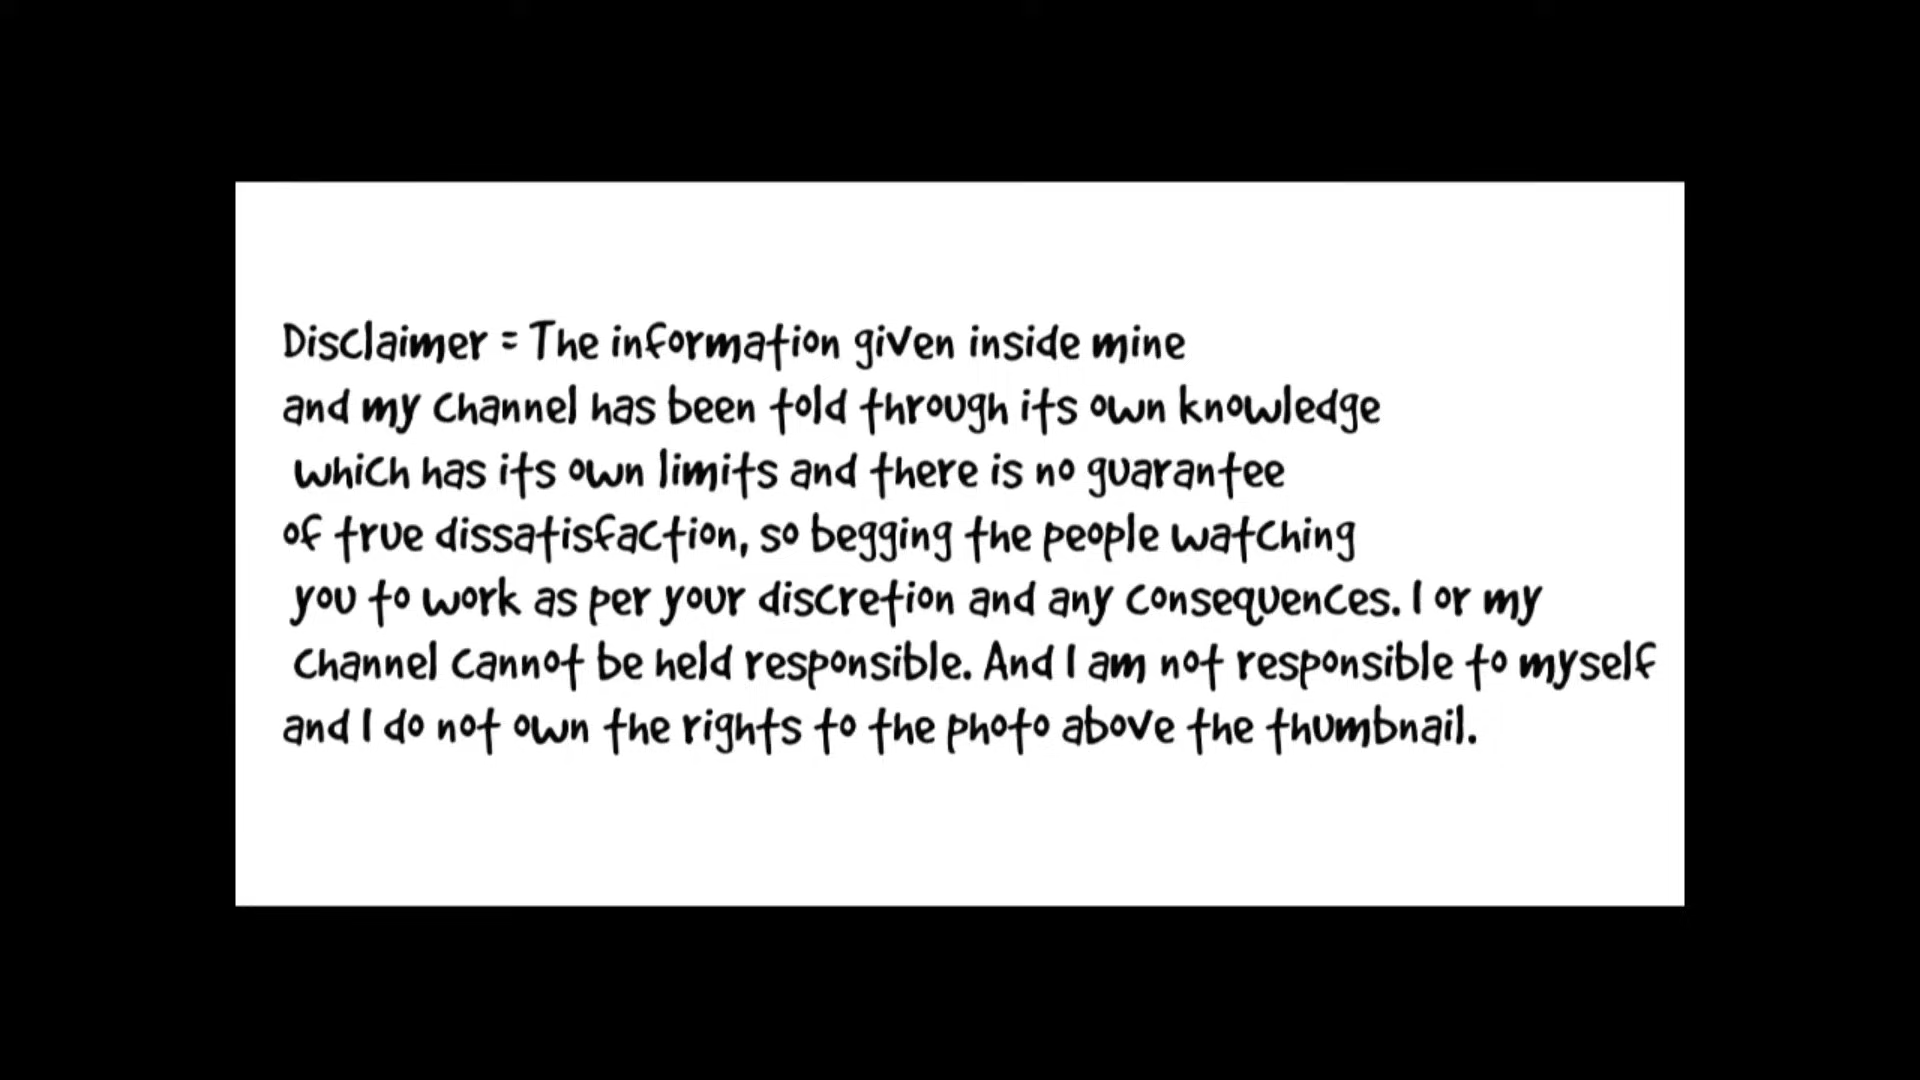 Disclaimer = The information given inside mine
and my channel has been told through its own knowledge
which has its own limits and there is no guarantee
of true dissatisfaction, so begging the people watching
you to work as per your discretion and any consequences. I or my
channel cannot be held responsible. And I am not responsible to myself
and I do not own the rights to the photo above the thumbnail.